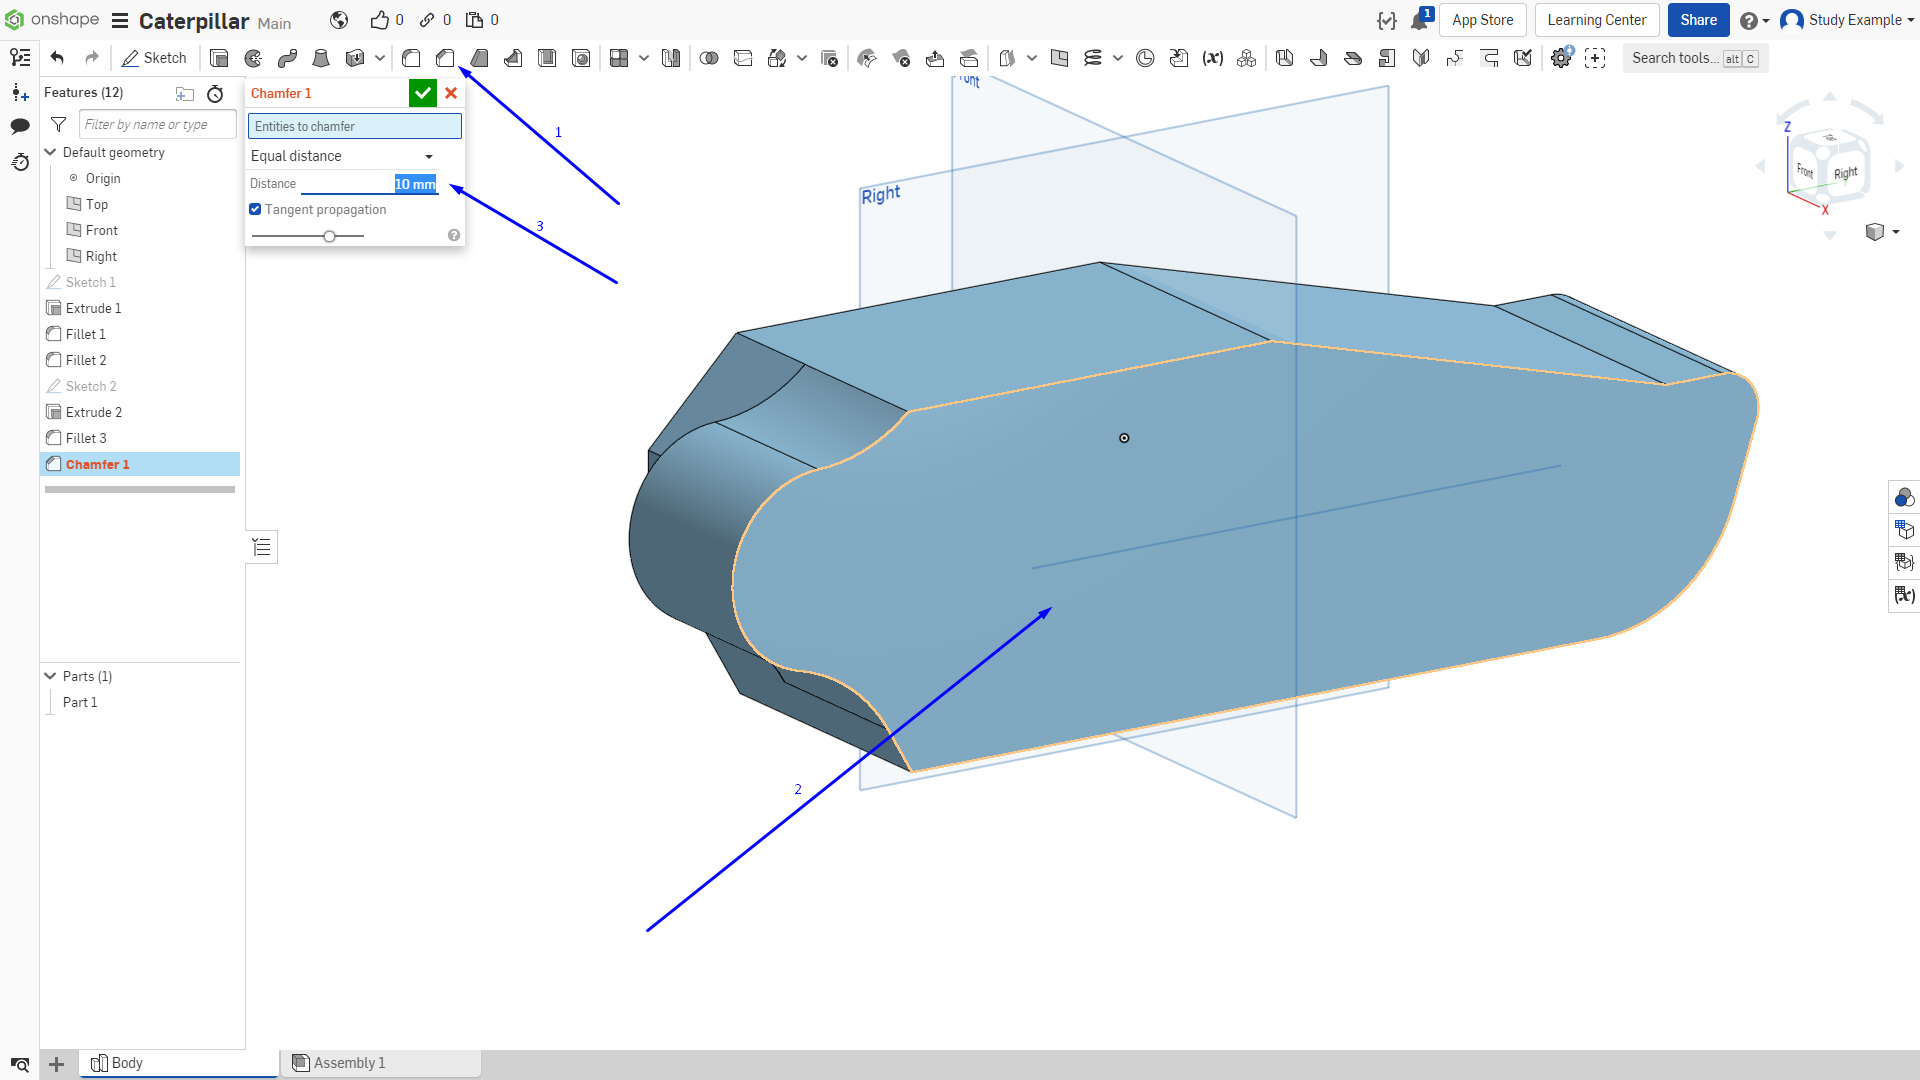 onshape Caterpillar Main 0 0 0 1 App Store Learning Center Share Study Example
Sketch Search tools... alt C
Features (12)
Filter by name or type
Default geometry
Origin
Top
Front
Right
Sketch 1
Extrude 1
Fillet 1
Fillet 2
Sketch 2
Extrude 2
Fillet 3
Chamfer 1
Parts (1)
Part 1
Chamfer 1
Entities to chamfer
Equal distance
Distance 10 mm
Tangent propagation
1
3
2
Front
Right
Z
Front Right
X
Body Assembly 1